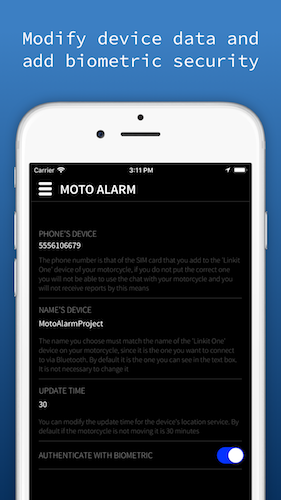 Modify device data and
add biometric security
Carrier 3:11 PM
MOTO ALARM
PHONE'S DEVICE
5556106679
The phone number is that of the SIM card that you add to the 'Linkit
One' device of your motorcycle, if you do not put the correct one
you will not be able to use the chat with your motorcycle and you
will not receive reports by this means
NAME'S DEVICE
MotoAlarmProject
The name you choose must match the name of the 'Linkit One'
device on your motorcycle, since it is the one you want to connect
to via Bluetooth. By default it is the one you can see in the text box,
It is not necessary to change it
UPDATE TIME
30
You can modify the update time for the device's location service. By
default if the motorcycle is not moving it is 30 minutes.
AUTHENTICATE WITH BIOMETRIC